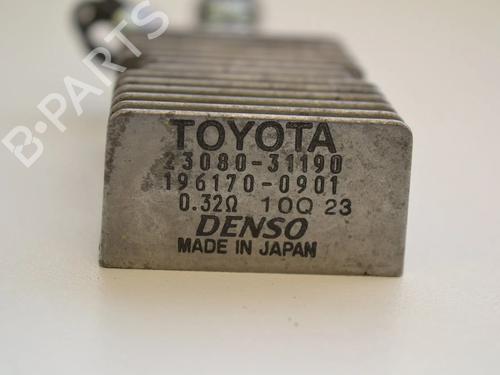 B-PARTS
TOYOTA
23080-31190
196170-0901
0.32Ω 10Q 23
DENSO
MADE IN JAPAN